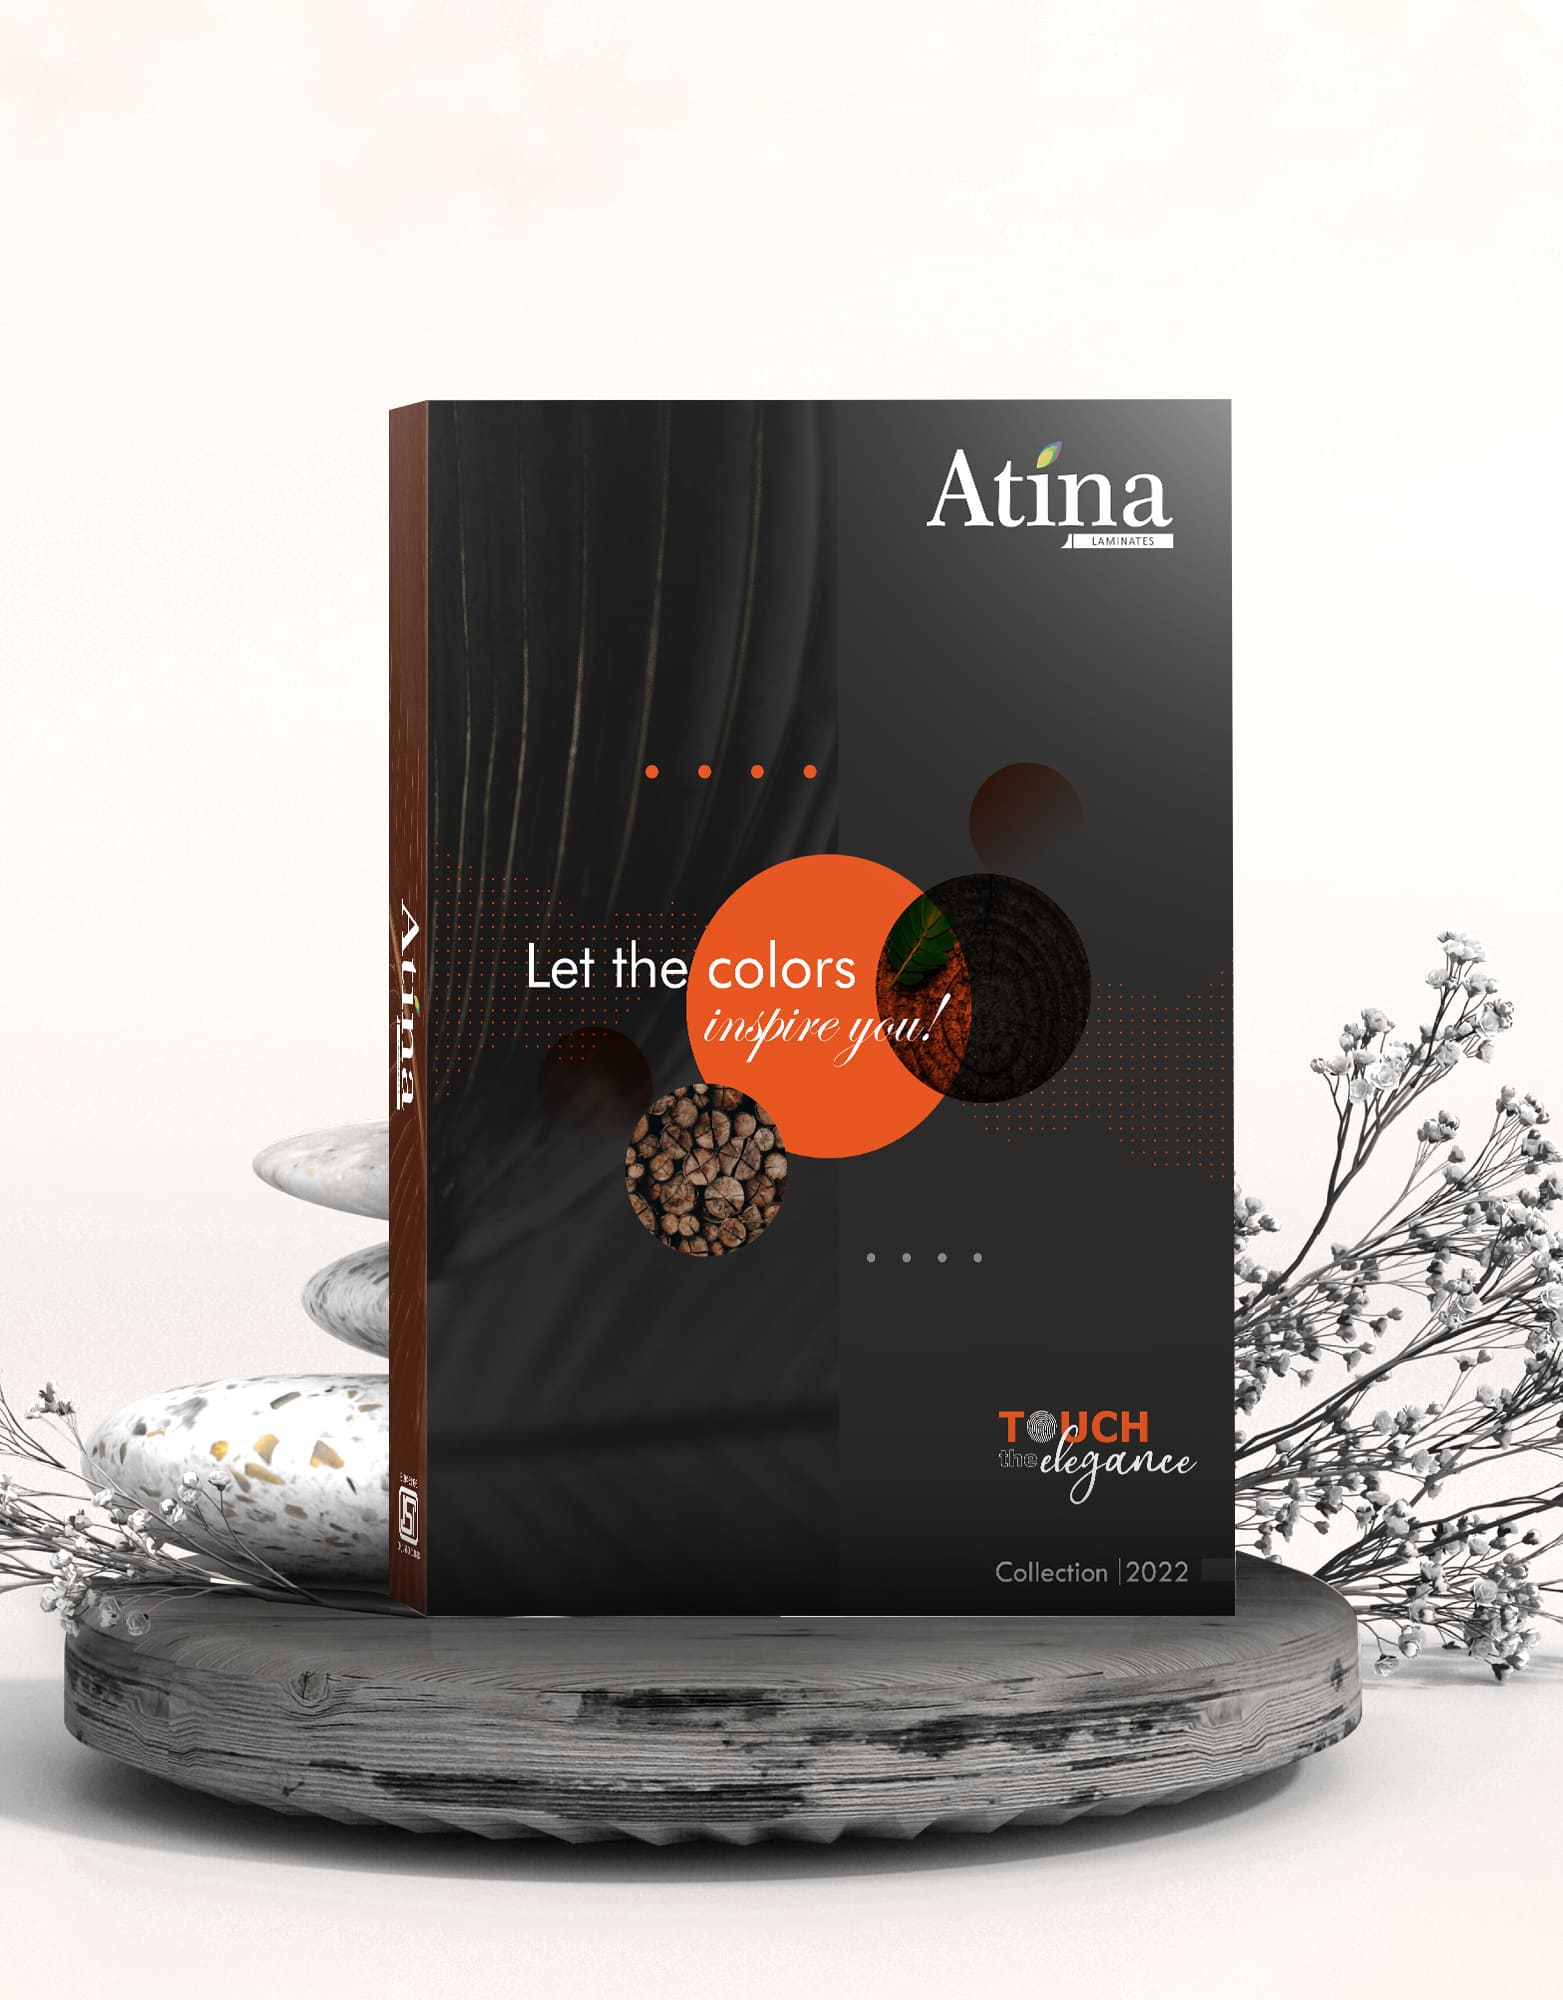 Atina
LAMINATES
Let the colors
inspire you!
Atina
TOUCH
the elegance
Collection | 2022